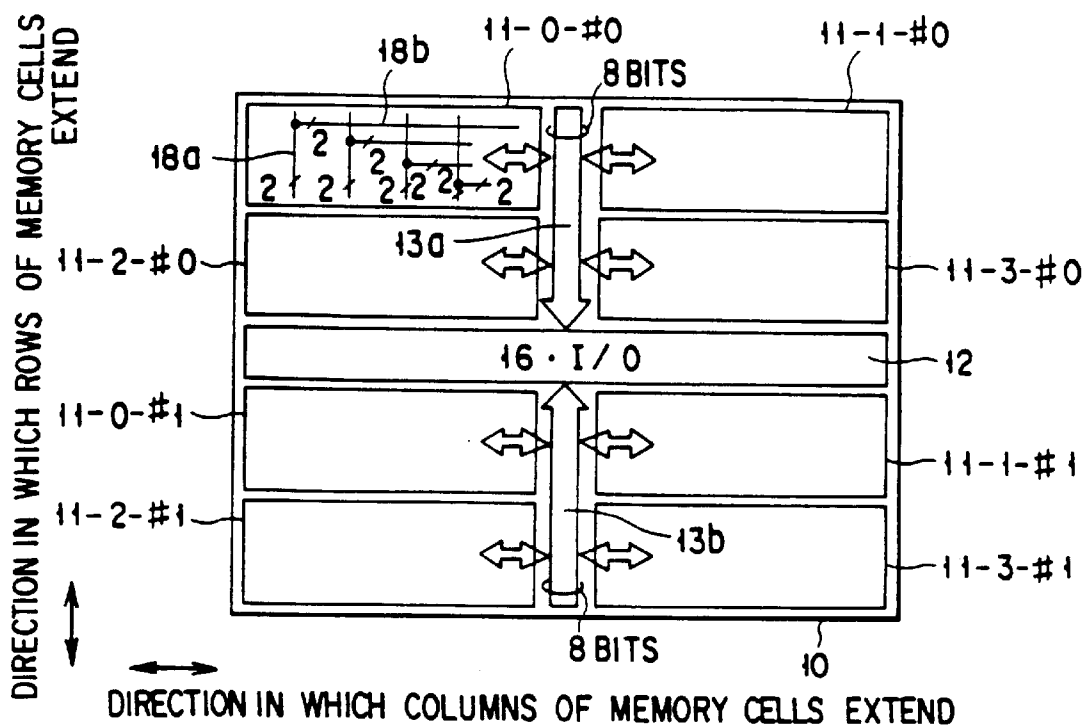 DIRECTION IN WHICH ROWS OF MEMORY CELLS
EXTEND
11-0-#0
11-1-#0
18b
8 BITS
18a
2
2
2
2
2
2
2
2
13a
11-2-#0
11-3-#0
16 · I/O
12
11-0-#1
11-1-#1
11-2-#1
13b
11-3-#1
8 BITS
10
DIRECTION IN WHICH COLUMNS OF MEMORY CELLS EXTEND